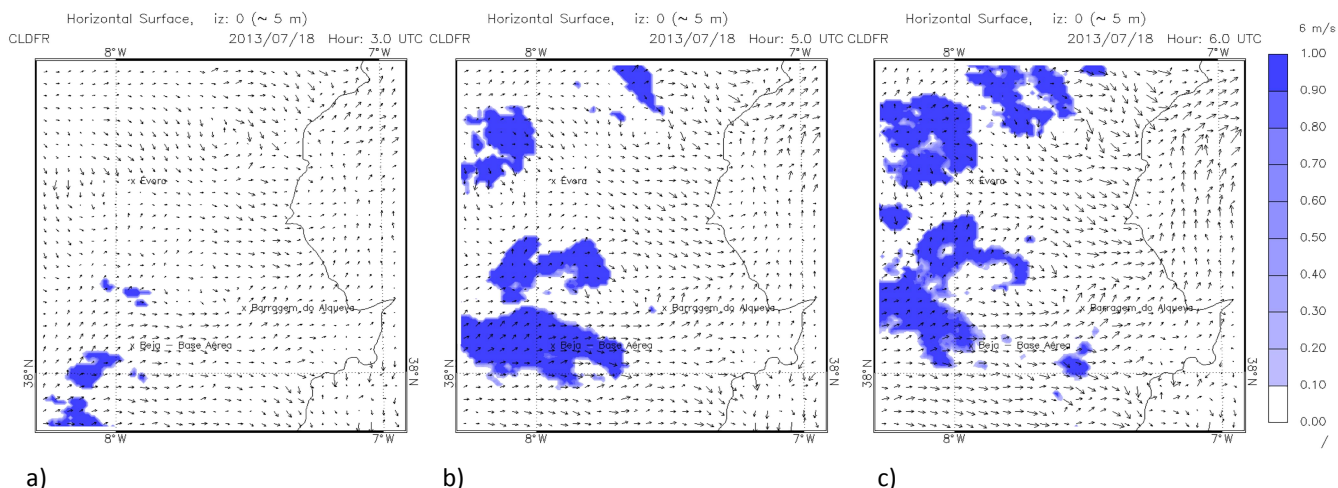 Horizontal Surface, iz: 0 (~ 5 m)
CLDFR 2013/07/18 Hour: 3.0 UTC
8°W 7°W
x Évora
x Barragem do Alqueva
x Beja – Base Aérea
38°N 38°N
8°W 7°W
a)
Horizontal Surface, iz: 0 (~ 5 m)
CLDFR 2013/07/18 Hour: 5.0 UTC
8°W 7°W
x Évora
x Barragem do Alqueva
x Beja – Base Aérea
38°N 38°N
8°W 7°W
b)
Horizontal Surface, iz: 0 (~ 5 m)
CLDFR 2013/07/18 Hour: 6.0 UTC
8°W 7°W
x Évora
x Barragem do Alqueva
x Beja – Base Aérea
38°N 38°N
8°W 7°W
c)
6 m/s
1.00
0.90
0.80
0.70
0.60
0.50
0.40
0.30
0.20
0.10
0.00
/